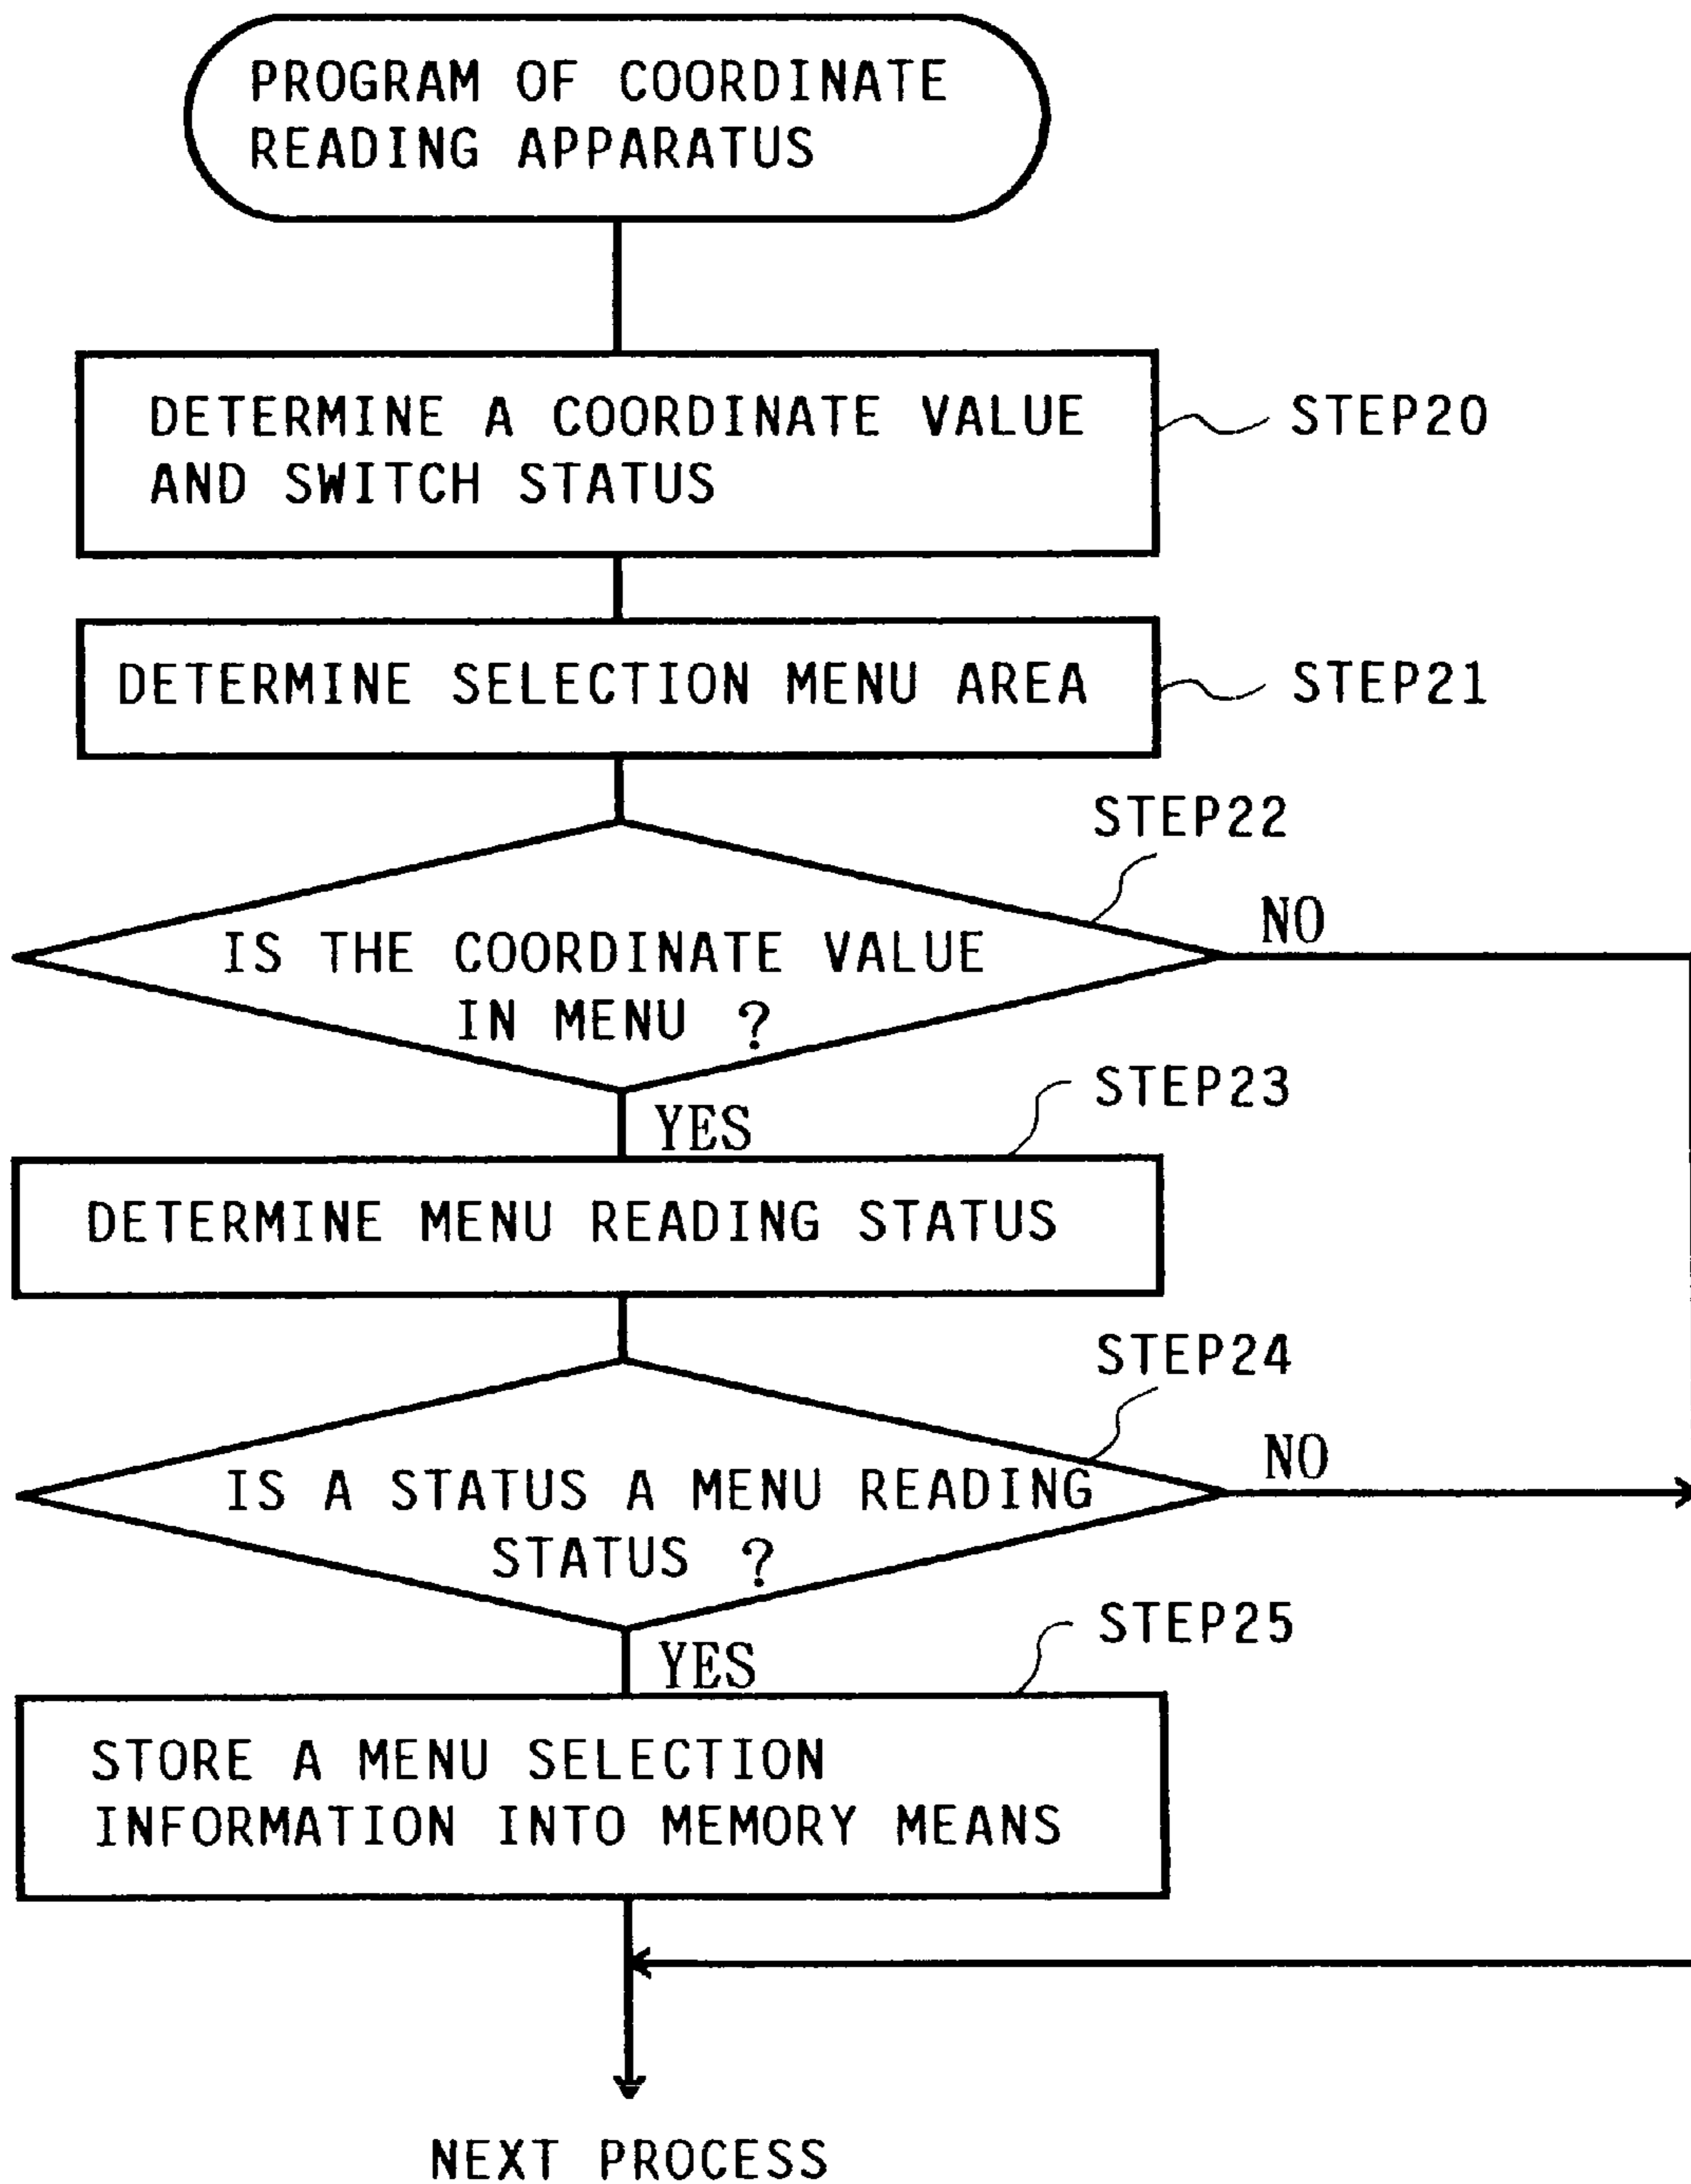 PROGRAM OF COORDINATE
READING APPARATUS
DETERMINE A COORDINATE VALUE
AND SWITCH STATUS
STEP20
DETERMINE SELECTION MENU AREA
STEP21
STEP22
NO
IS THE COORDINATE VALUE
IN MENU ?
STEP23
YES
DETERMINE MENU READING STATUS
STEP24
NO
IS A STATUS A MENU READING
STATUS ?
STEP25
YES
STORE A MENU SELECTION
INFORMATION INTO MEMORY MEANS
NEXT PROCESS